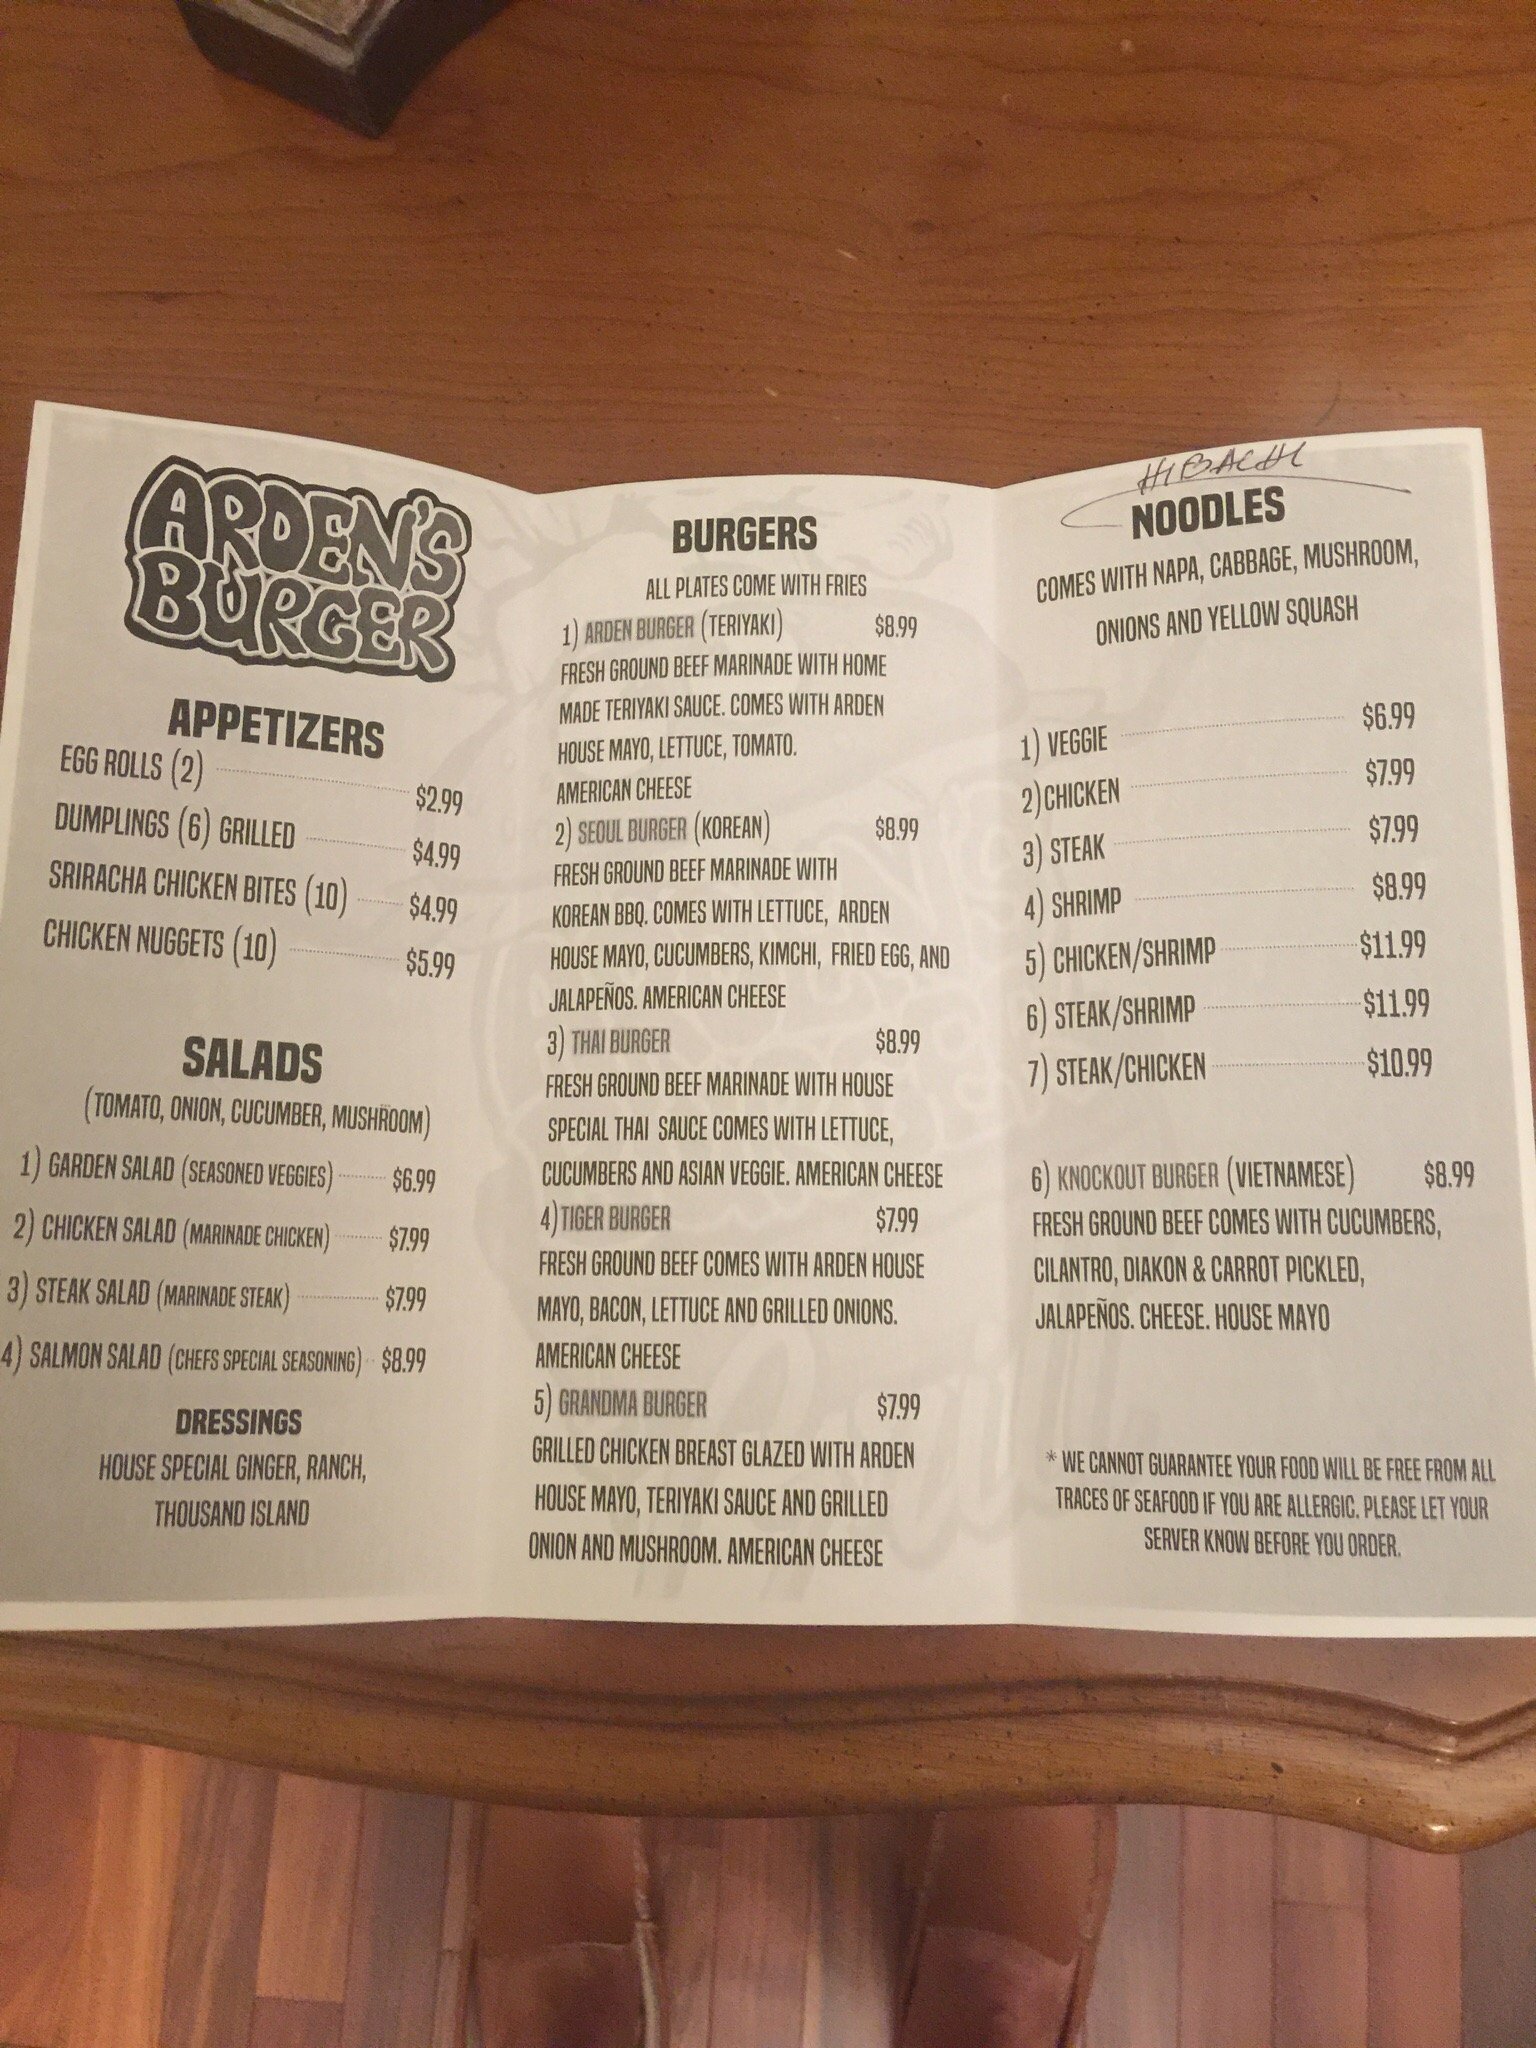 ARDEN'S
BURGER
APPETIZERS
EGG ROLLS (2) $2.99
DUMPLINGS (6) GRILLED $4.99
SRIRACHA CHICKEN BITES (10) $4.99
CHICKEN NUGGETS (10) $5.99
SALADS
(TOMATO, ONION, CUCUMBER, MUSHROOM)
1) GARDEN SALAD (SEASONED VEGGIES) $6.99
2) CHICKEN SALAD (MARINADE CHICKEN) $7.99
3) STEAK SALAD (MARINADE STEAK) $7.99
4) SALMON SALAD (CHEFS SPECIAL SEASONING) $8.99
DRESSINGS
HOUSE SPECIAL GINGER, RANCH,
THOUSAND ISLAND
BURGERS
ALL PLATES COME WITH FRIES
1) ARDEN BURGER (TERIYAKI) $8.99
FRESH GROUND BEEF MARINADE WITH HOME
MADE TERIYAKI SAUCE. COMES WITH ARDEN
HOUSE MAYO, LETTUCE, TOMATO.
AMERICAN CHEESE
2) SEOUL BURGER (KOREAN) $8.99
FRESH GROUND BEEF MARINADE WITH
KOREAN BBQ. COMES WITH LETTUCE, ARDEN
HOUSE MAYO, CUCUMBERS, KIMCHI, FRIED EGG, AND
JALAPEÑOS. AMERICAN CHEESE
3) THAI BURGER $8.99
FRESH GROUND BEEF MARINADE WITH HOUSE
SPECIAL THAI SAUCE COMES WITH LETTUCE,
CUCUMBERS AND ASIAN VEGGIE. AMERICAN CHEESE
4) TIGER BURGER $7.99
FRESH GROUND BEEF COMES WITH ARDEN HOUSE
MAYO, BACON, LETTUCE AND GRILLED ONIONS.
AMERICAN CHEESE
5) GRANDMA BURGER $7.99
GRILLED CHICKEN BREAST GLAZED WITH ARDEN
HOUSE MAYO, TERIYAKI SAUCE AND GRILLED
ONION AND MUSHROOM. AMERICAN CHEESE
HIBACHI
NOODLES
COMES WITH NAPA, CABBAGE, MUSHROOM,
ONIONS AND YELLOW SQUASH
1) VEGGIE $6.99
2) CHICKEN $7.99
3) STEAK $7.99
4) SHRIMP $8.99
5) CHICKEN/SHRIMP $11.99
6) STEAK/SHRIMP $11.99
7) STEAK/CHICKEN $10.99
6) KNOCKOUT BURGER (VIETNAMESE) $8.99
FRESH GROUND BEEF COMES WITH CUCUMBERS,
CILANTRO, DIAKON & CARROT PICKLED,
JALAPEÑOS. CHEESE. HOUSE MAYO
* WE CANNOT GUARANTEE YOUR FOOD WILL BE FREE FROM ALL
TRACES OF SEAFOOD IF YOU ARE ALLERGIC. PLEASE LET YOUR
SERVER KNOW BEFORE YOU ORDER.